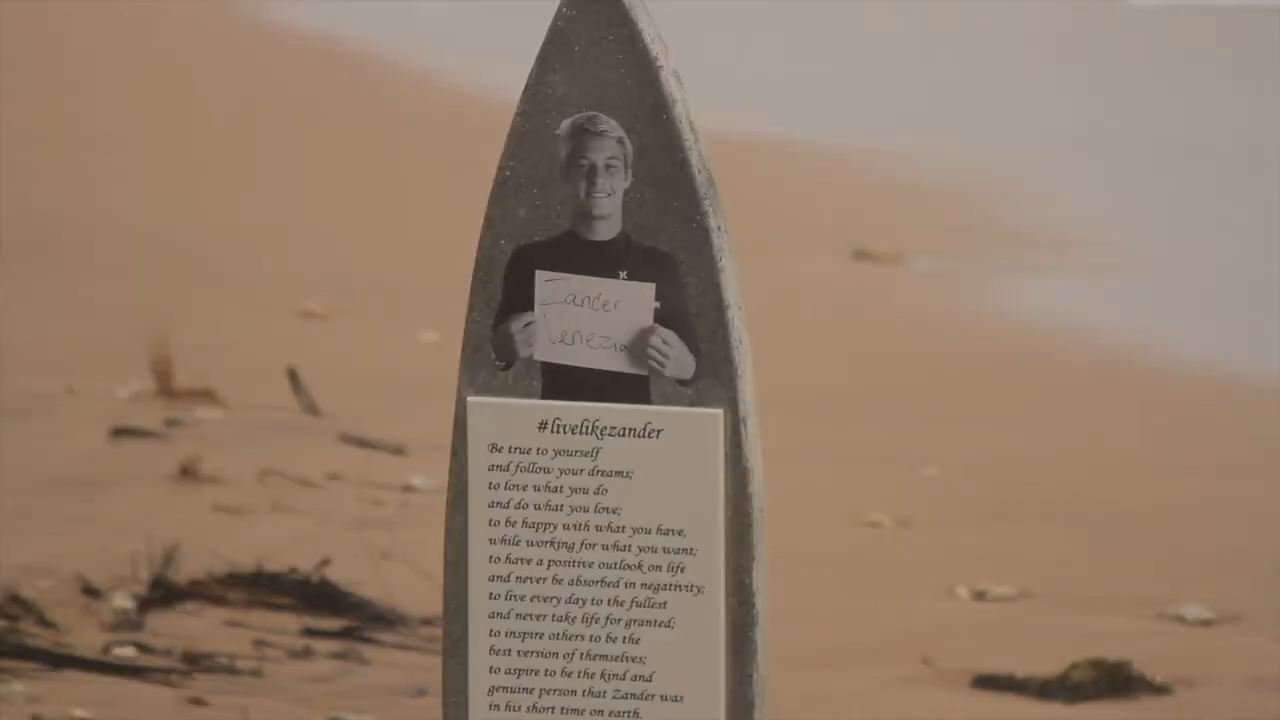 Zander
Venezia
#livelikezander
Be true to yourself
and follow your dreams;
to love what you do
and do what you love;
to be happy with what you have,
while working for what you want;
to have a positive outlook on life
and never be absorbed in negativity;
to live every day to the fullest
and never take life for granted;
to inspire others to be the
best version of themselves;
to aspire to be the kind and
genuine person that Zander was
in his short time on earth.